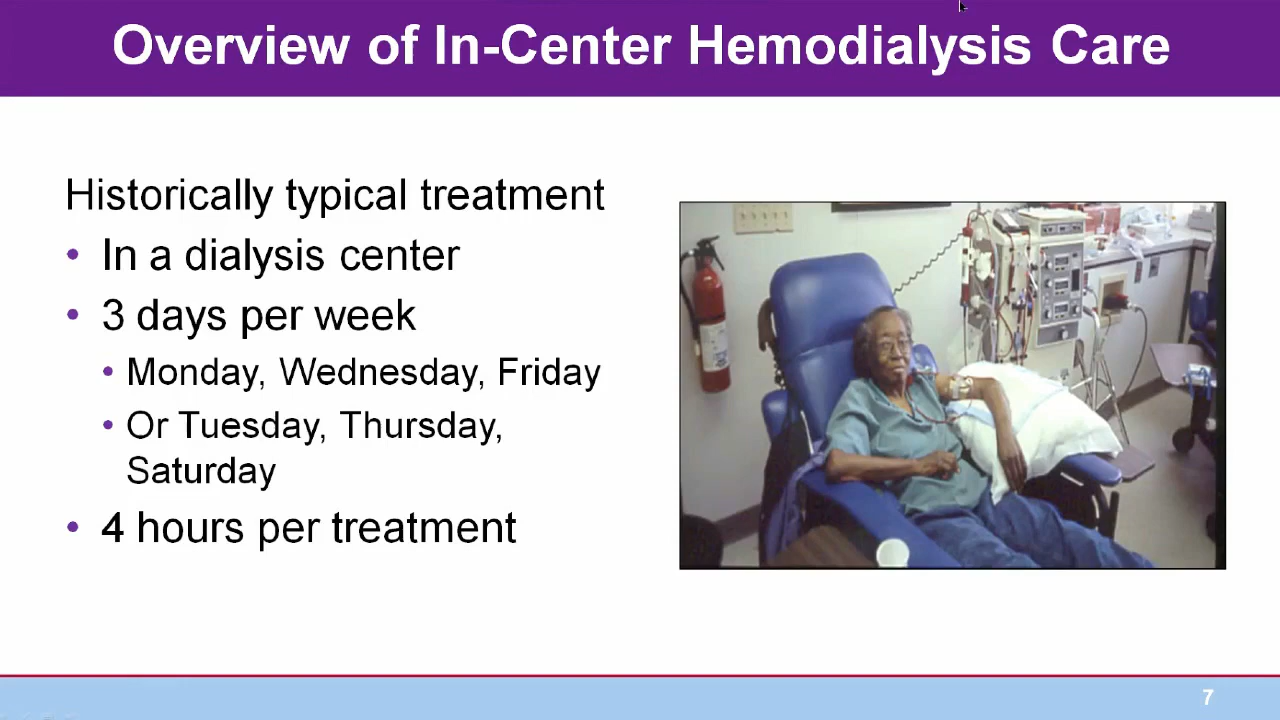 Overview of In-Center Hemodialysis Care
Historically typical treatment
• In a dialysis center
• 3 days per week
• Monday, Wednesday, Friday
• Or Tuesday, Thursday,
Saturday
• 4 hours per treatment
7